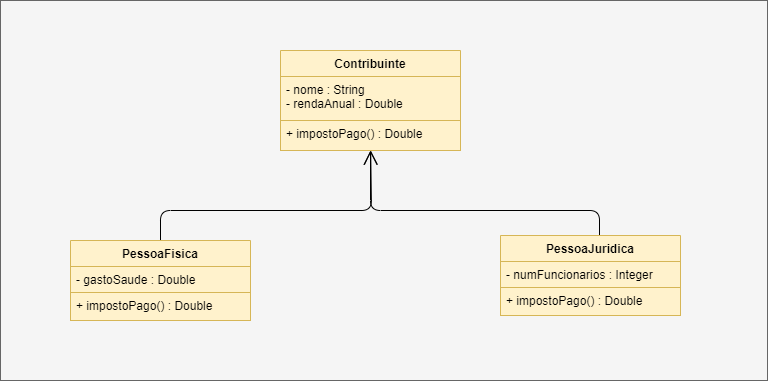 Contribuinte
- nome : String
- rendaAnual : Double
+ impostoPago() : Double
PessoaFisica
- gastoSaude : Double
+ impostoPago() : Double
PessoaJuridica
- numFuncionarios : Integer
+ impostoPago() : Double